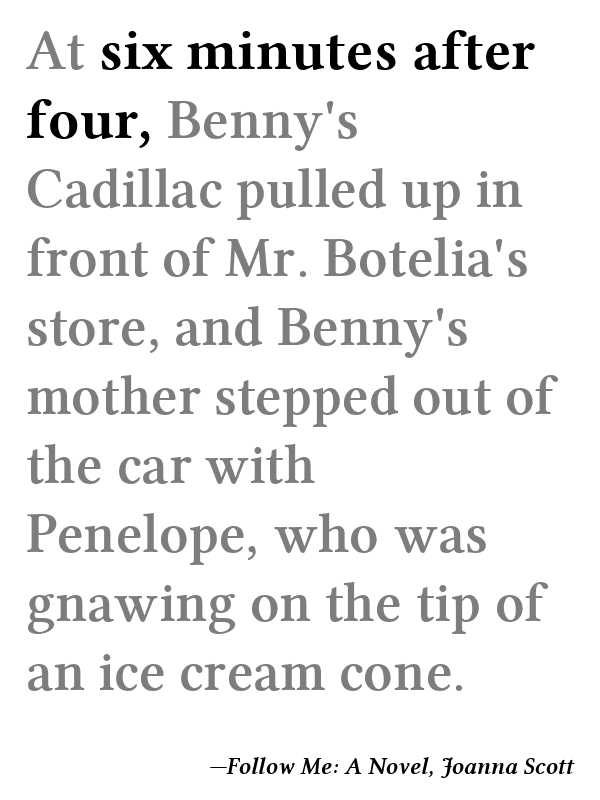 At six minutes after
four, Benny's
Cadillac pulled up in
front of Mr. Botelia's
store, and Benny's
mother stepped out of
the car with
Penelope, who was
gnawing on the tip of
an ice cream cone.
—Follow Me: A Novel, Joanna Scott